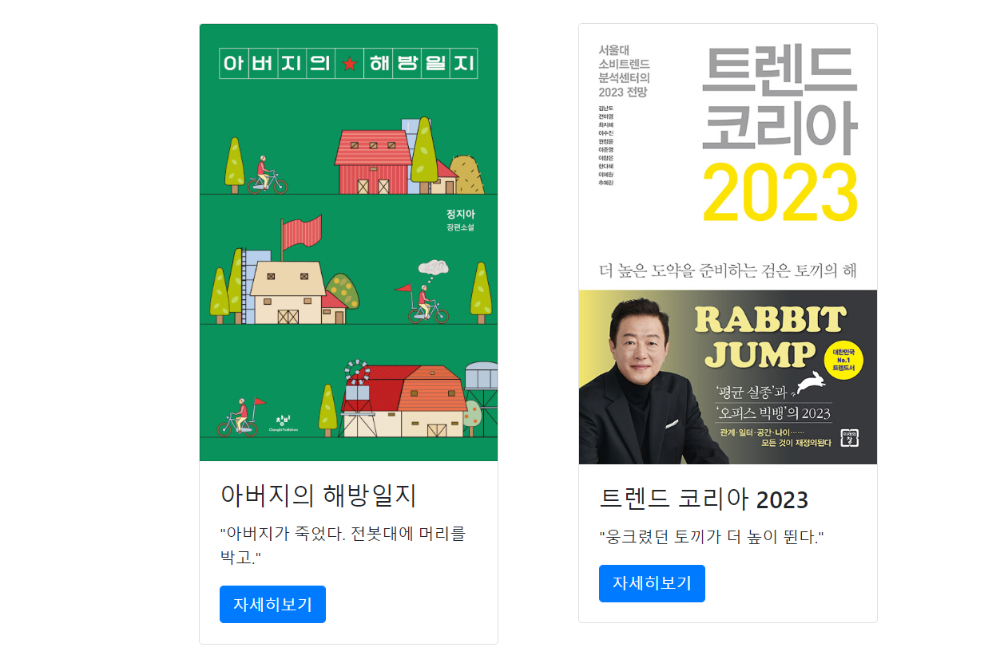 아버지의★해방일지
정지아
장편소설
창비
Changbi Publishers
아버지의 해방일지
"아버지가 죽었다. 전봇대에 머리를
박고."
자세히보기
서울대
소비트렌드
분석센터의
2023 전망
김난도
전미영
최지혜
이수진
권정윤
이준영
이향은
한다혜
이혜원
추예린
트렌드
코리아
2023
더 높은 도약을 준비하는 검은 토끼의 해
RABBIT
JUMP
대한민국
No.1
트렌드서
‘평균 실종’과
‘오피스 빅뱅’의 2023
관계·일터·공간·나이……
모든 것이 재정의된다
미래의
창
트렌드 코리아 2023
"웅크렸던 토끼가 더 높이 뛴다."
자세히보기